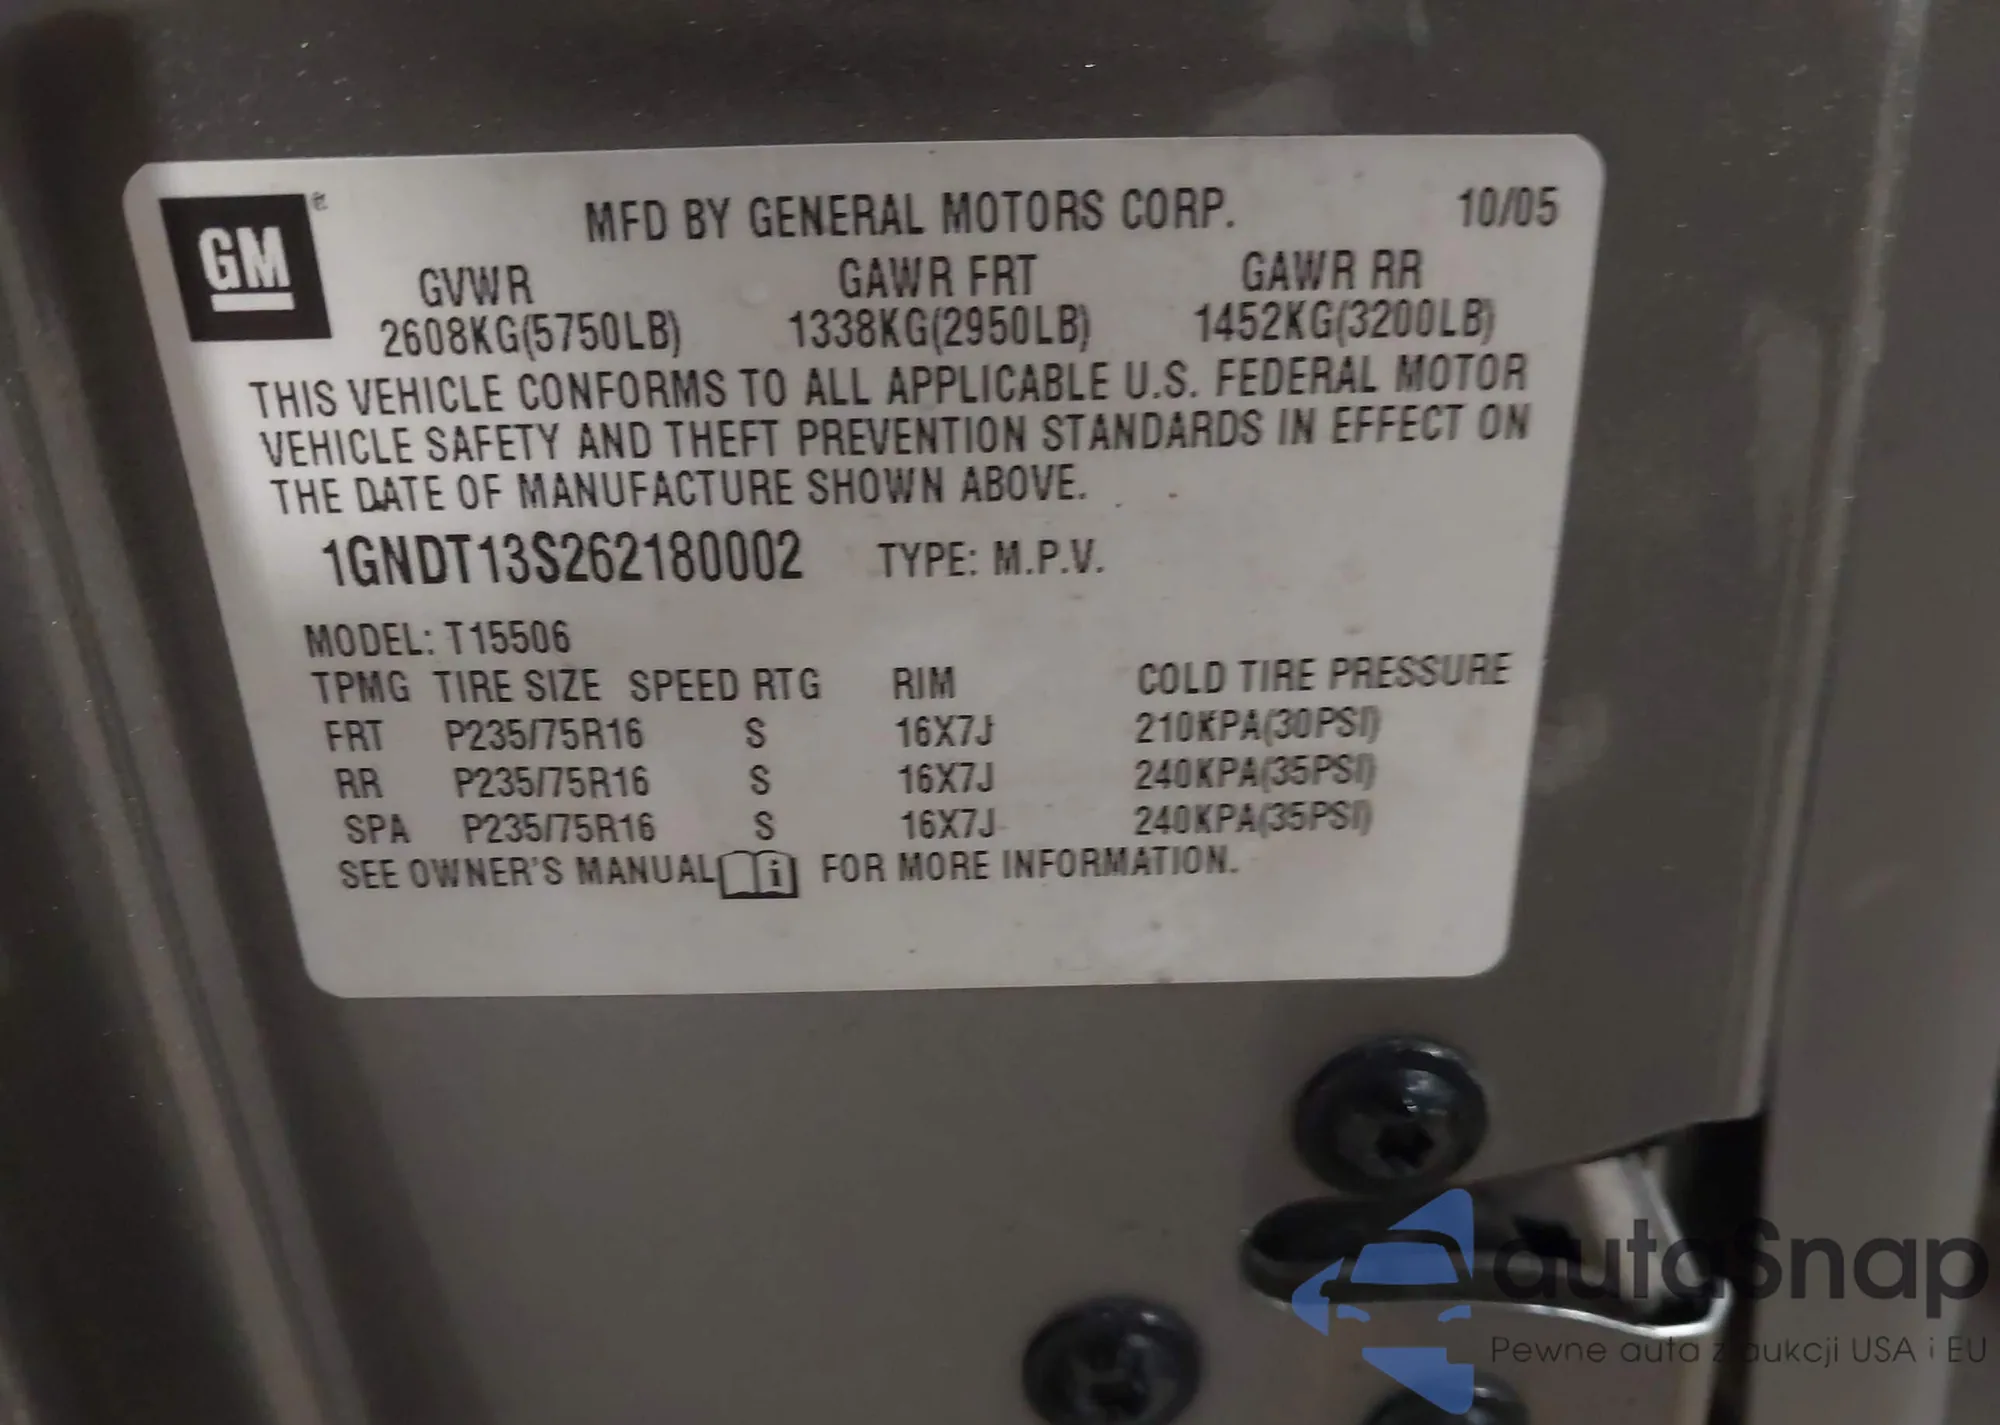 GM
MFD BY GENERAL MOTORS CORP. 10/05
GVWR GAWR FRT GAWR RR
2608KG(5750LB) 1338KG(2950LB) 1452KG(3200LB)
THIS VEHICLE CONFORMS TO ALL APPLICABLE U.S. FEDERAL MOTOR
VEHICLE SAFETY AND THEFT PREVENTION STANDARDS IN EFFECT ON
THE DATE OF MANUFACTURE SHOWN ABOVE.
1GNDT13S262180002 TYPE: M.P.V.
MODEL: T15506
TPMG TIRE SIZE SPEED RTG RIM COLD TIRE PRESSURE
FRT P235/75R16 S 16X7J 210KPA(30PSI)
RR P235/75R16 S 16X7J 240KPA(35PSI)
SPA P235/75R16 S 16X7J 240KPA(35PSI)
SEE OWNER'S MANUAL i FOR MORE INFORMATION.
autaSnap
Pewne auta z aukcji USA i EU